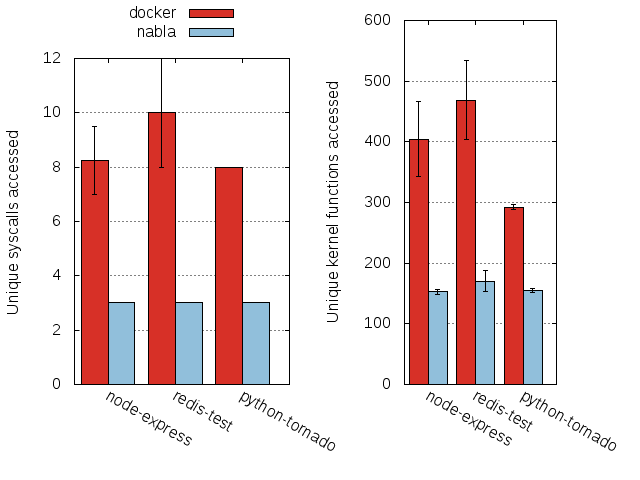 docker
nabla
Unique syscalls accessed
12
10
8
6
4
2
0
node-express
redis-test
python-tornado
Unique kernel functions accessed
600
500
400
300
200
100
0
node-express
redis-test
python-tornado